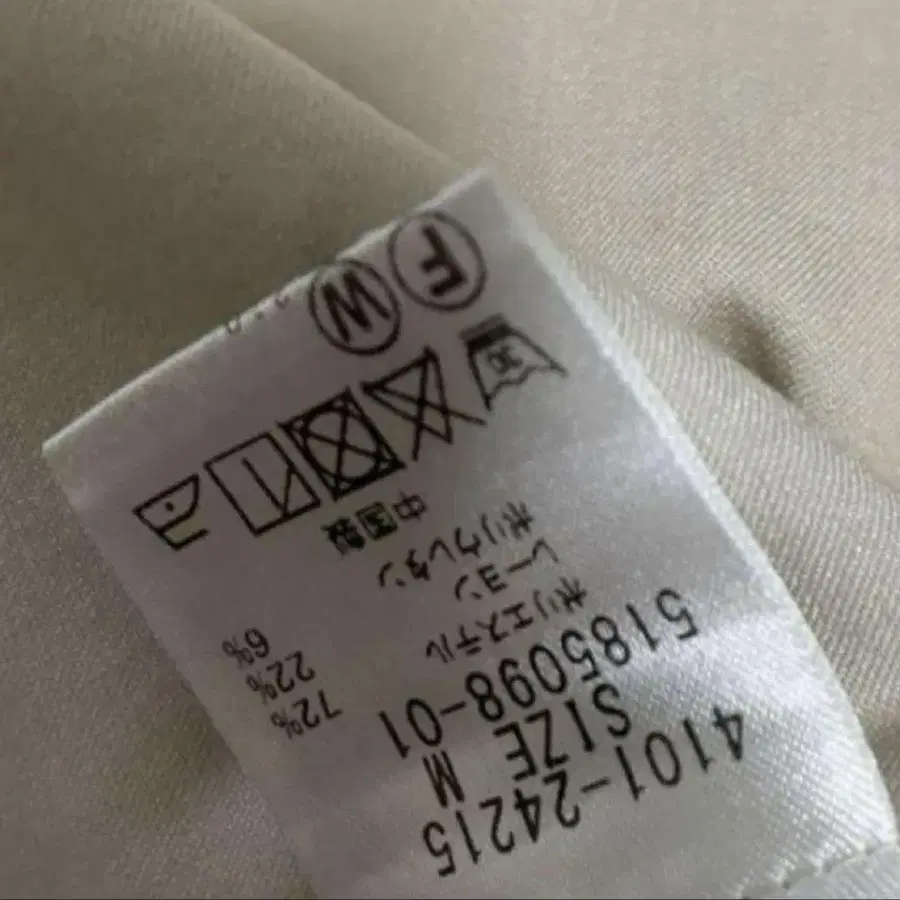 4101-24215
SIZE M
5185098-01
ポリエステル 72%
レーヨン 22%
ポリウレタン 6%
中国製
W F